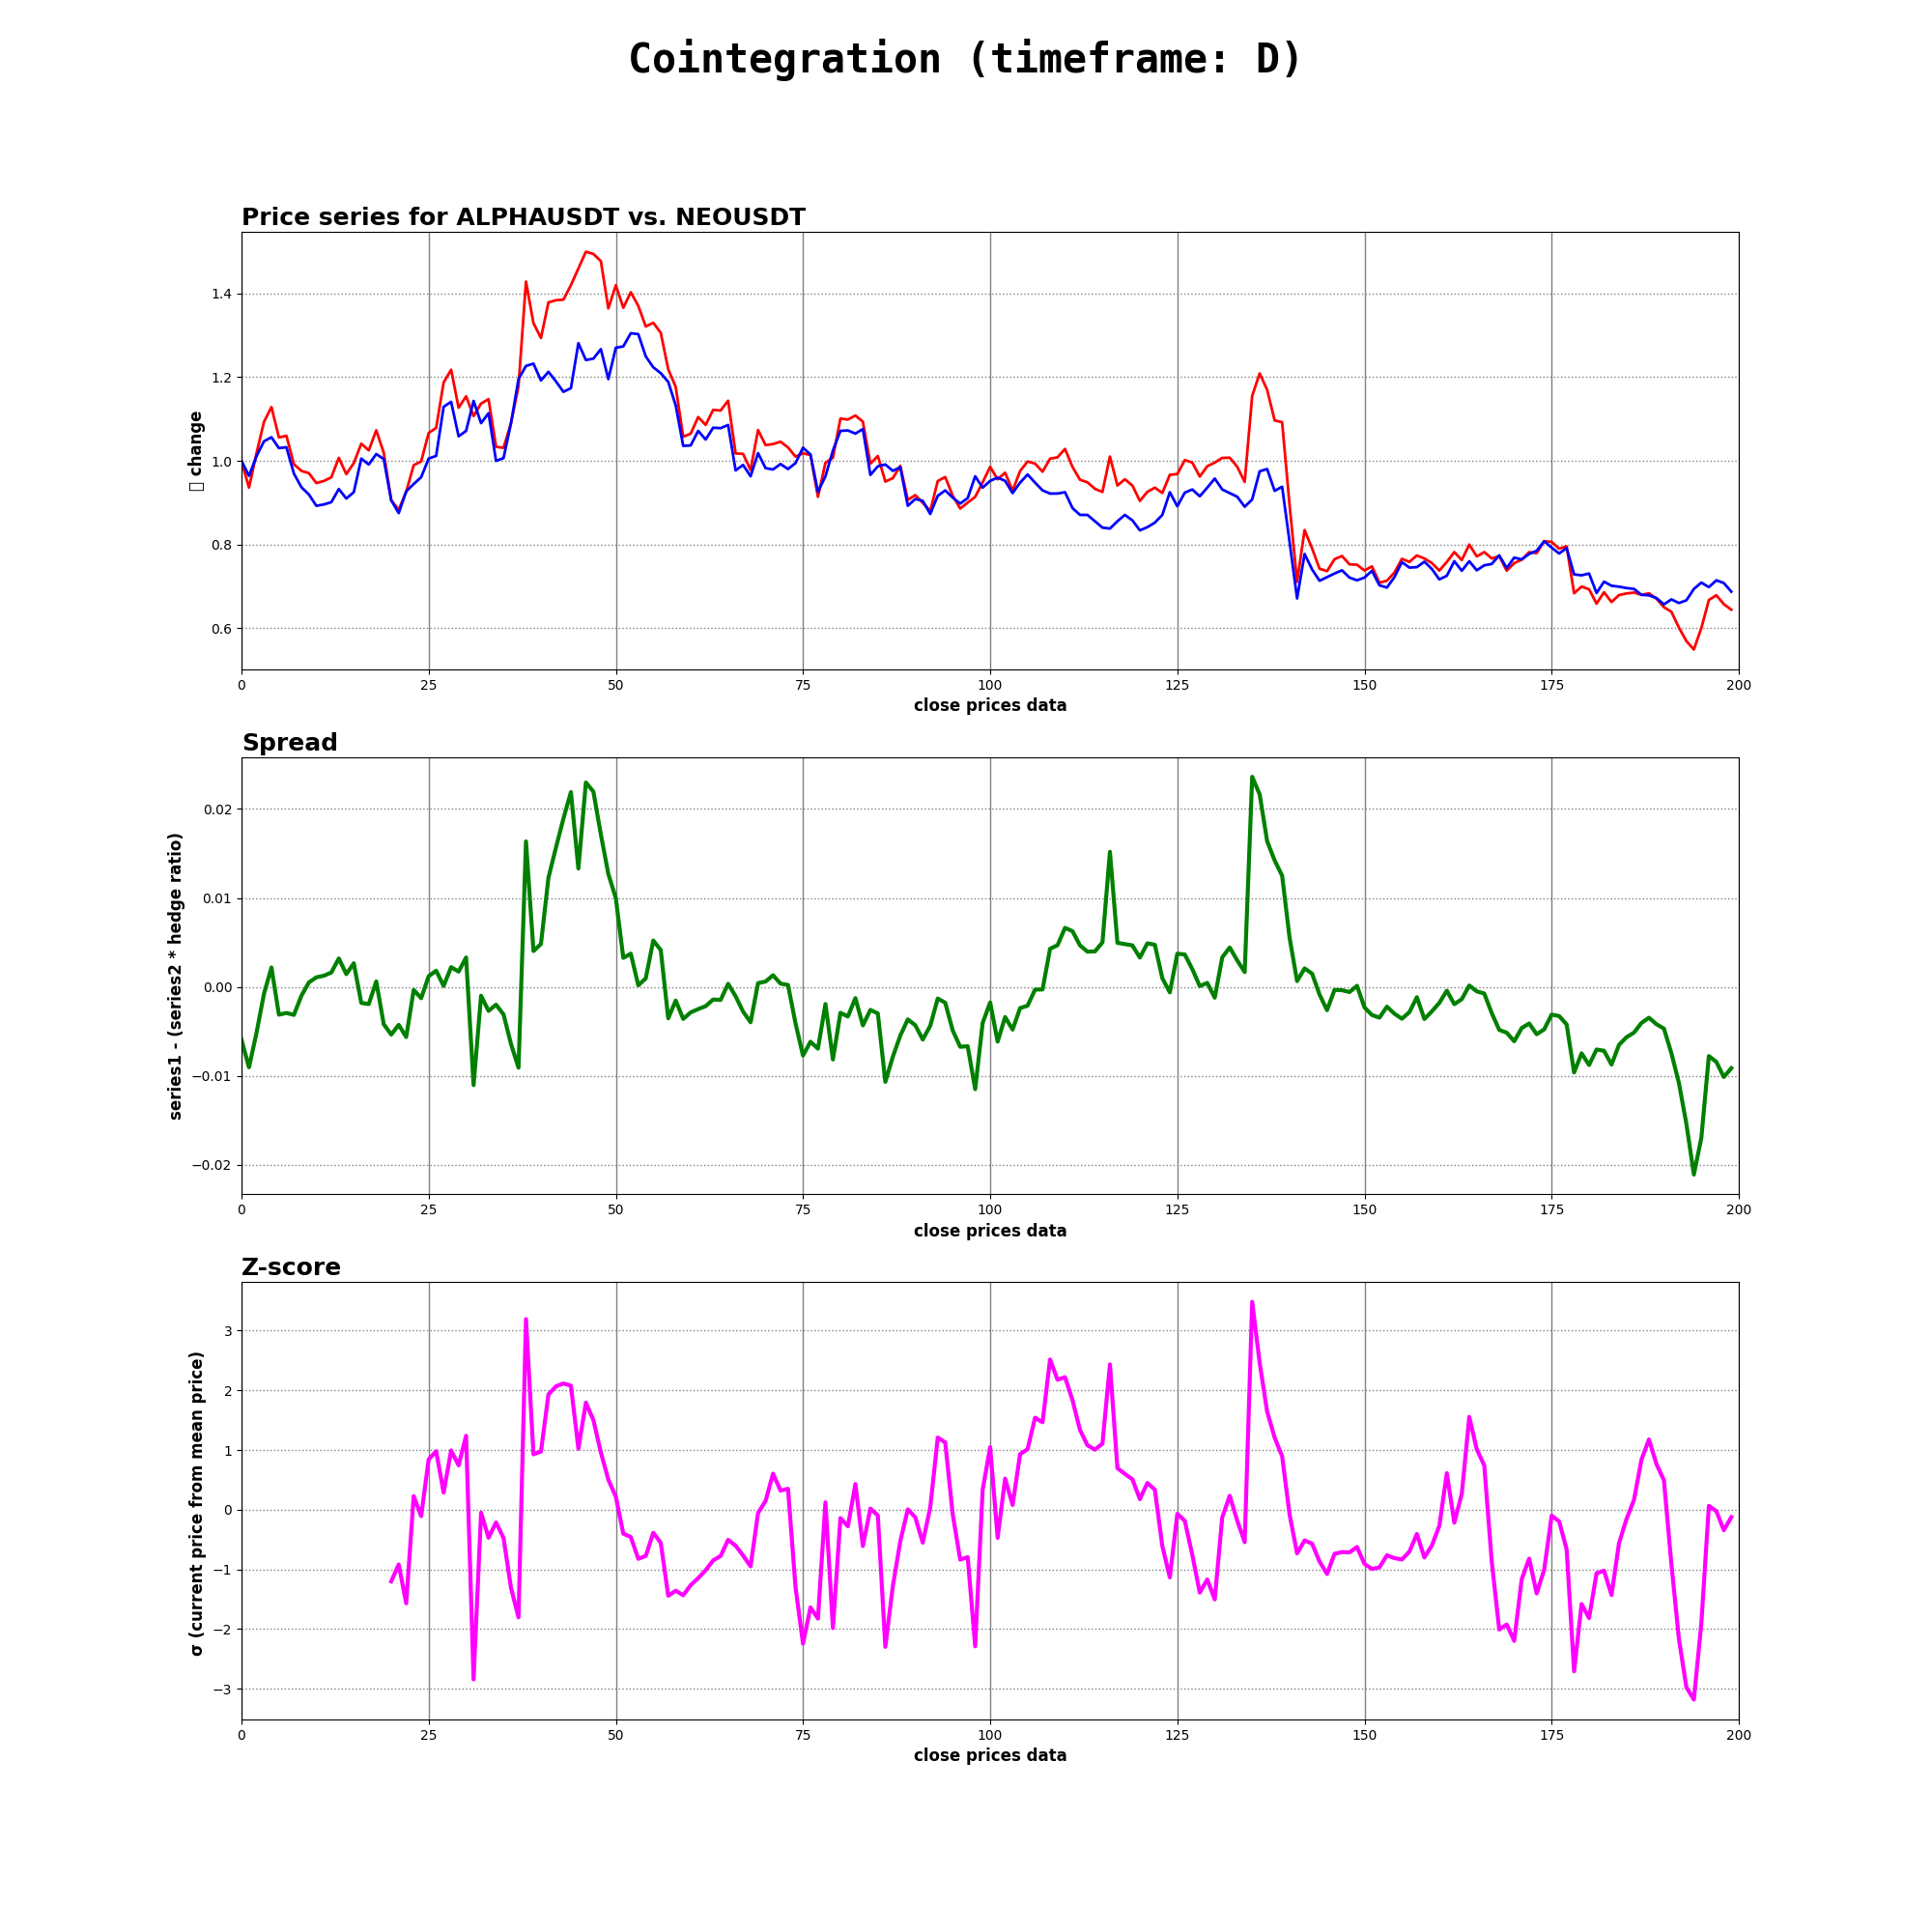 Cointegration (timeframe: D)
Price series for ALPHAUSDT vs. NEOUSDT
1.4
1.2
1.0
0.8
0.6
change
0 25 50 75 100 125 150 175 200
close prices data
Spread
0.02
0.01
0.00
−0.01
−0.02
series1 - (series2 * hedge ratio)
0 25 50 75 100 125 150 175 200
close prices data
Z-score
3
2
1
0
−1
−2
−3
σ (current price from mean price)
0 25 50 75 100 125 150 175 200
close prices data